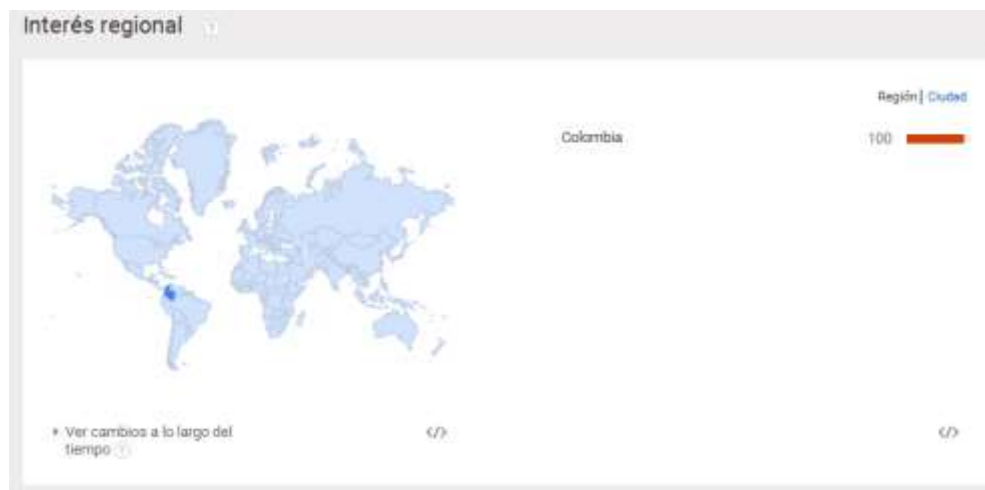 Interés regional ?
Región | Ciudad
Colombia 100
Ver cambios a lo largo del
tiempo ?
</> </>